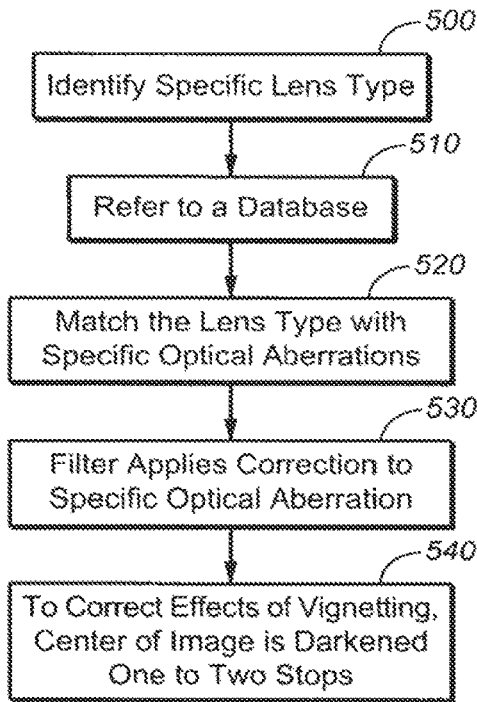 500
Identify Specific Lens Type
510
Refer to a Database
520
Match the Lens Type with
Specific Optical Aberrations
530
Filter Applies Correction to
Specific Optical Aberration
540
To Correct Effects of Vignetting,
Center of Image is Darkened
One to Two Stops